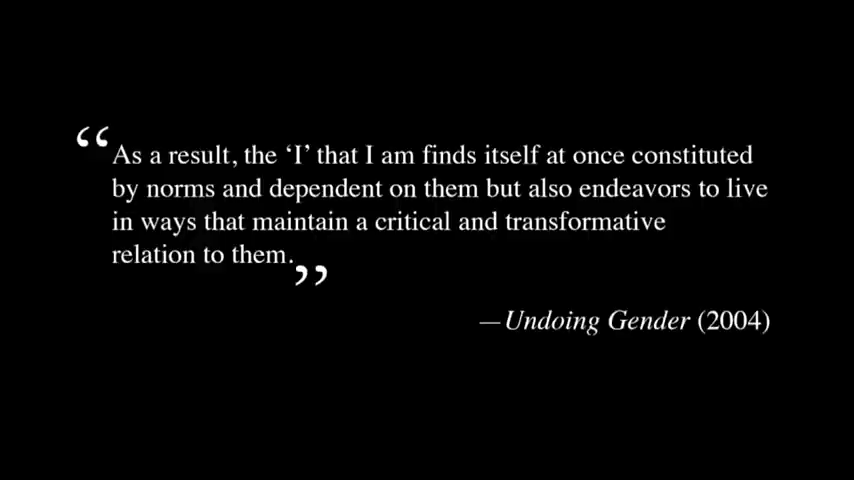 “As a result, the ‘I’ that I am finds itself at once constituted
by norms and dependent on them but also endeavors to live
in ways that maintain a critical and transformative
relation to them.”
—Undoing Gender (2004)